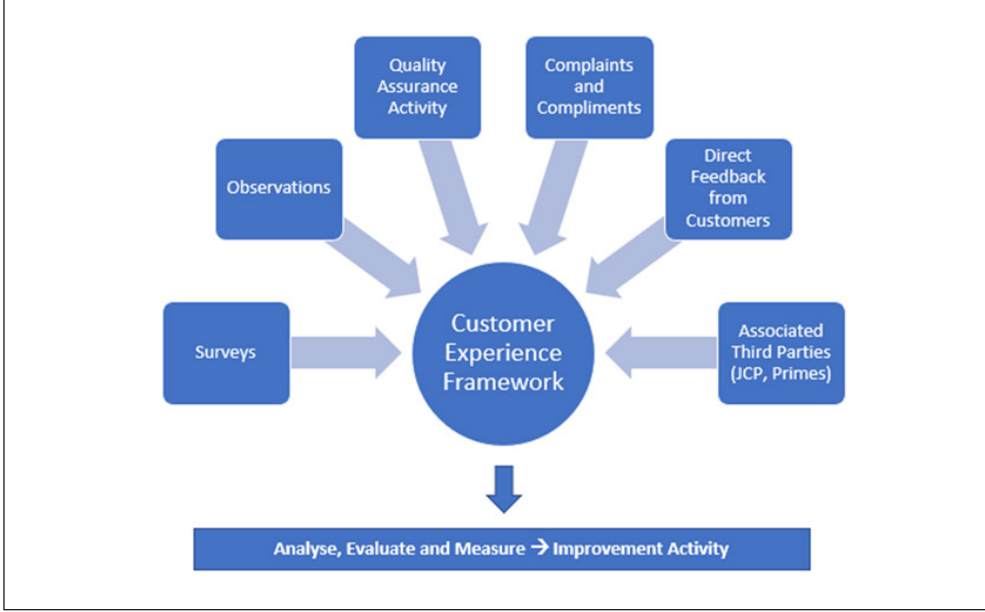 Quality
Assurance
Activity
Complaints
and
Compliments
Observations
Direct
Feedback
from
Customers
Surveys
Customer
Experience
Framework
Associated
Third Parties
(JCP, Primes)
Analyse, Evaluate and Measure → Improvement Activity